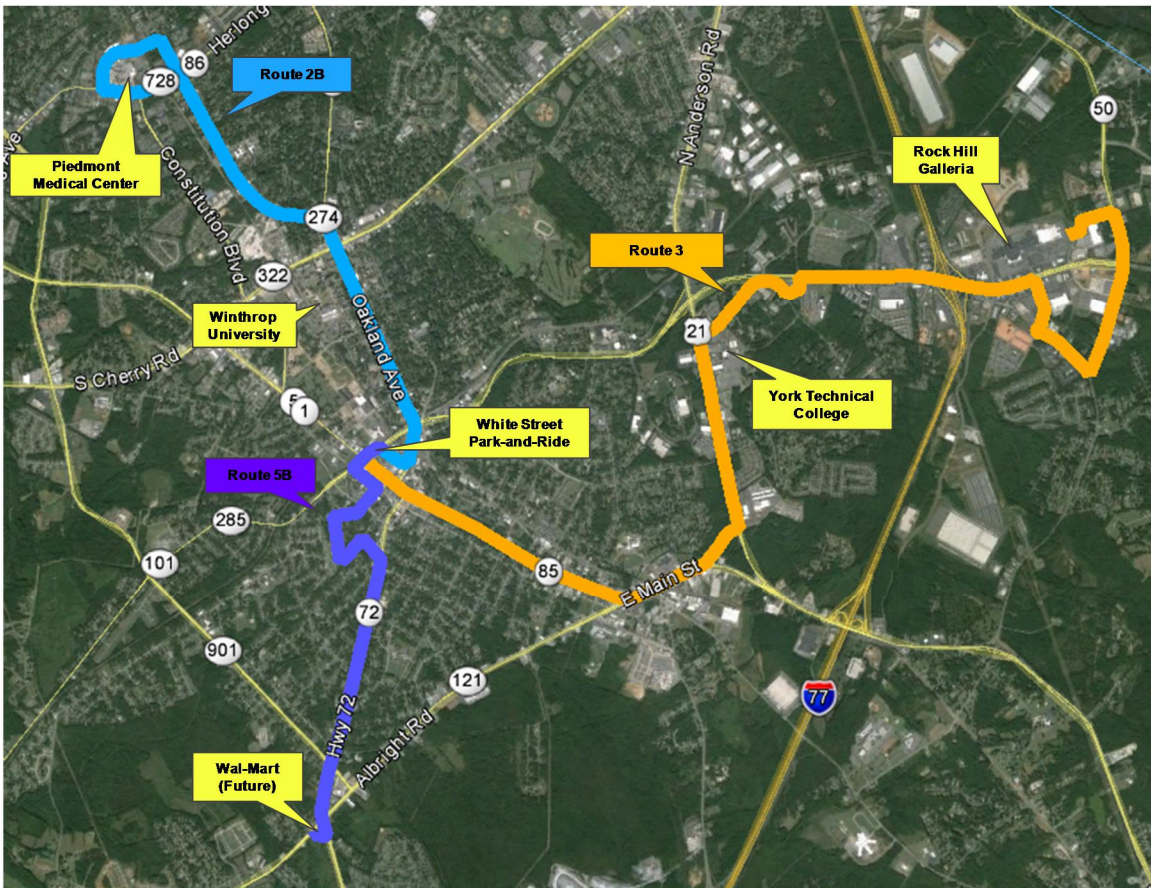 86
Herlong
Route 2B
728
50
N Anderson Rd
Piedmont
Medical Center
Rock Hill
Galleria
Constitution Blvd
274
Route 3
322
Winthrop
University
Oakland Ave
21
S Cherry Rd
York Technical
College
5
1
White Street
Park-and-Ride
Route 5B
285
101
85
E Main St
72
901
121
77
Hwy 72
Albright Rd
Wal-Mart
(Future)
Ave